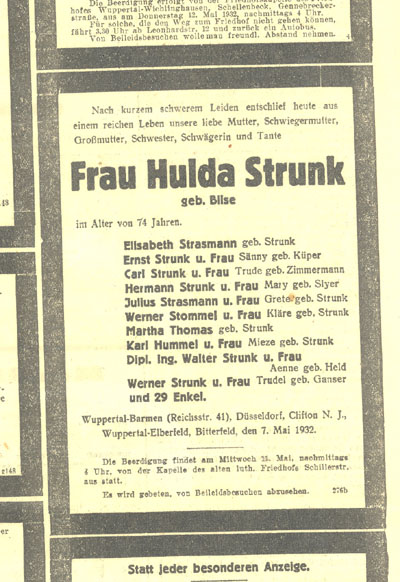 Die Beerdigung erfolgt von der Friedhofskapelle
hofes Wuppertal-Wichlinghausen, Schellenbeck, Gennebrecker-
straße, aus am Donnerstag 12. Mai 1932, nachmittags 4 Uhr.
Für solche, die den Weg zum Friedhof nicht gehen können,
fährt 3,30 Uhr ab Leonhardstr. 12 und zurück ein Autobus.
Von Beileidsbesuchen wolle man freundl. Abstand nehmen.
Nach kurzem schwerem Leiden entschlief heute aus
einem reichen Leben unsere liebe Mutter, Schwiegermutter,
Großmutter, Schwester, Schwägerin und Tante
Frau Hulda Strunk
geb. Bilse
im Alter von 74 Jahren.
Elisabeth Strasmann geb. Strunk
Ernst Strunk u. Frau Sänny geb. Küper
Carl Strunk u. Frau Trude geb. Zimmermann
Hermann Strunk u. Frau Mary geb. Slyer
Julius Strasmann u. Frau Grete geb. Strunk
Werner Stommel u. Frau Kläre geb. Strunk
Martha Thomas geb. Strunk
Karl Hummel u. Frau Mieze geb. Strunk
Dipl. Ing. Walter Strunk u. Frau
Aenne geb. Held
Werner Strunk u. Frau Trudel geb. Ganser
und 29 Enkel.
Wuppertal-Barmen (Reichsstr. 41), Düsseldorf, Clifton N. J.,
Wuppertal-Elberfeld, Bitterfeld, den 7. Mai 1932.
Die Beerdigung findet am Mittwoch, Mai, nachmittags
4 Uhr, von der Kapelle des alten luth. Friedhofs Schillerstr.
aus statt.
Es wird gebeten, von Beileidsbesuchen abzusehen. 276b
Statt jeder besonderen Anzeige.